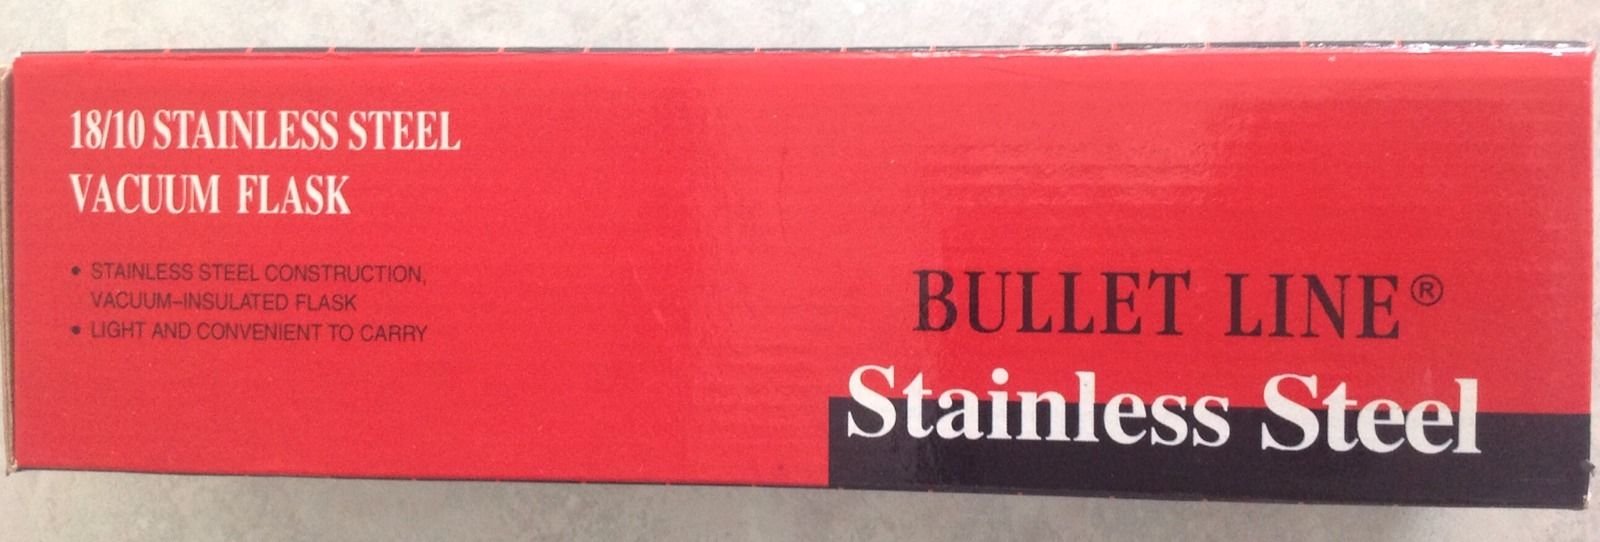 18/10 STAINLESS STEEL
VACUUM FLASK
• STAINLESS STEEL CONSTRUCTION,
VACUUM-INSULATED FLASK
• LIGHT AND CONVENIENT TO CARRY
BULLET LINE®
Stainless Steel